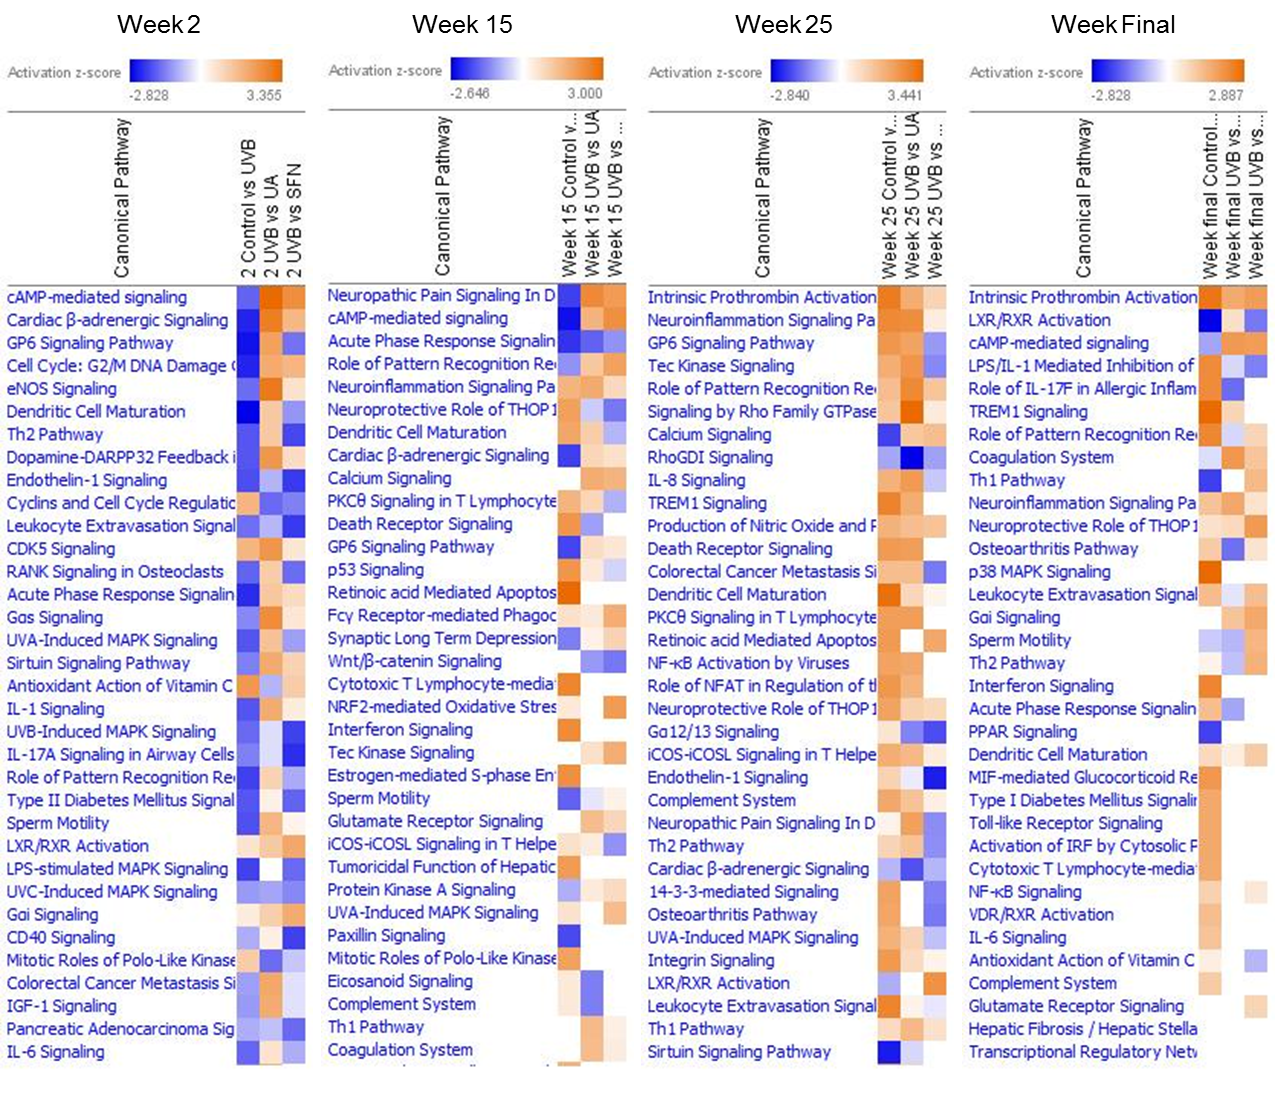 Week 2
Activation z-score
-2.828 3.355
Canonical Pathway
2 Control vs UVB
2 UVB vs UA
2 UVB vs SFN
cAMP-mediated signaling
Cardiac β-adrenergic Signaling
GP6 Signaling Pathway
Cell Cycle: G2/M DNA Damage (
eNOS Signaling
Dendritic Cell Maturation
Th2 Pathway
Dopamine-DARPP32 Feedback i
Endothelin-1 Signaling
Cyclins and Cell Cycle Regulatic
Leukocyte Extravasation Signal
CDK5 Signaling
RANK Signaling in Osteoclasts
Acute Phase Response Signalin
Gαs Signaling
UVA-Induced MAPK Signaling
Sirtuin Signaling Pathway
Antioxidant Action of Vitamin C
IL-1 Signaling
UVB-Induced MAPK Signaling
IL-17A Signaling in Airway Cells
Role of Pattern Recognition Re
Type II Diabetes Mellitus Signal
Sperm Motility
LXR/RXR Activation
LPS-stimulated MAPK Signaling
UVC-Induced MAPK Signaling
Gαi Signaling
CD40 Signaling
Mitotic Roles of Polo-Like Kinase
Colorectal Cancer Metastasis Si
IGF-1 Signaling
Pancreatic Adenocarcinoma Sig
IL-6 Signaling
Week 15
Activation z-score
-2.646 3.000
Canonical Pathway
Week 15 Control v...
Week 15 UVB vs UA
Week 15 UVB vs ...
Neuropathic Pain Signaling In D
cAMP-mediated signaling
Acute Phase Response Signalin
Role of Pattern Recognition Re
Neuroinflammation Signaling Pa
Neuroprotective Role of THOP1
Dendritic Cell Maturation
Cardiac β-adrenergic Signaling
Calcium Signaling
PKCθ Signaling in T Lymphocyte
Death Receptor Signaling
GP6 Signaling Pathway
p53 Signaling
Retinoic acid Mediated Apoptos
Fcγ Receptor-mediated Phagoc
Synaptic Long Term Depression
Wnt/β-catenin Signaling
Cytotoxic T Lymphocyte-media
NRF2-mediated Oxidative Stres
Interferon Signaling
Tec Kinase Signaling
Estrogen-mediated S-phase En
Sperm Motility
Glutamate Receptor Signaling
iCOS-iCOSL Signaling in T Helpe
Tumoricidal Function of Hepatic
Protein Kinase A Signaling
UVA-Induced MAPK Signaling
Paxillin Signaling
Mitotic Roles of Polo-Like Kinase
Eicosanoid Signaling
Complement System
Th1 Pathway
Coagulation System
Week 25
Activation z-score
-2.840 3.441
Canonical Pathway
Week 25 Control v...
Week 25 UVB vs UA
Week 25 UVB vs ...
Intrinsic Prothrombin Activation
Neuroinflammation Signaling Pa
GP6 Signaling Pathway
Tec Kinase Signaling
Role of Pattern Recognition Re
Signaling by Rho Family GTPase
Calcium Signaling
RhoGDI Signaling
IL-8 Signaling
TREM1 Signaling
Production of Nitric Oxide and R
Death Receptor Signaling
Colorectal Cancer Metastasis Si
Dendritic Cell Maturation
PKCθ Signaling in T Lymphocyte
Retinoic acid Mediated Apoptos
NF-κB Activation by Viruses
Role of NFAT in Regulation of tl
Neuroprotective Role of THOP1
Gα12/13 Signaling
iCOS-iCOSL Signaling in T Helpe
Endothelin-1 Signaling
Complement System
Neuropathic Pain Signaling In D
Th2 Pathway
Cardiac β-adrenergic Signaling
14-3-3-mediated Signaling
Osteoarthritis Pathway
UVA-Induced MAPK Signaling
Integrin Signaling
LXR/RXR Activation
Leukocyte Extravasation Signal
Th1 Pathway
Sirtuin Signaling Pathway
Week Final
Activation z-score
-2.828 2.887
Canonical Pathway
Week final Control...
Week final UVB vs...
Week final UVB vs...
Intrinsic Prothrombin Activation
LXR/RXR Activation
cAMP-mediated signaling
LPS/IL-1 Mediated Inhibition of
Role of IL-17F in Allergic Inflam
TREM1 Signaling
Role of Pattern Recognition Re
Coagulation System
Th1 Pathway
Neuroinflammation Signaling Pa
Neuroprotective Role of THOP1
Osteoarthritis Pathway
p38 MAPK Signaling
Leukocyte Extravasation Signal
Gαi Signaling
Sperm Motility
Th2 Pathway
Interferon Signaling
Acute Phase Response Signalin
PPAR Signaling
Dendritic Cell Maturation
MIF-mediated Glucocorticoid Re
Type I Diabetes Mellitus Signalir
Toll-like Receptor Signaling
Activation of IRF by Cytosolic P
Cytotoxic T Lymphocyte-media
NF-κB Signaling
VDR/RXR Activation
IL-6 Signaling
Antioxidant Action of Vitamin C
Complement System
Glutamate Receptor Signaling
Hepatic Fibrosis / Hepatic Stella
Transcriptional Regulatory Netw